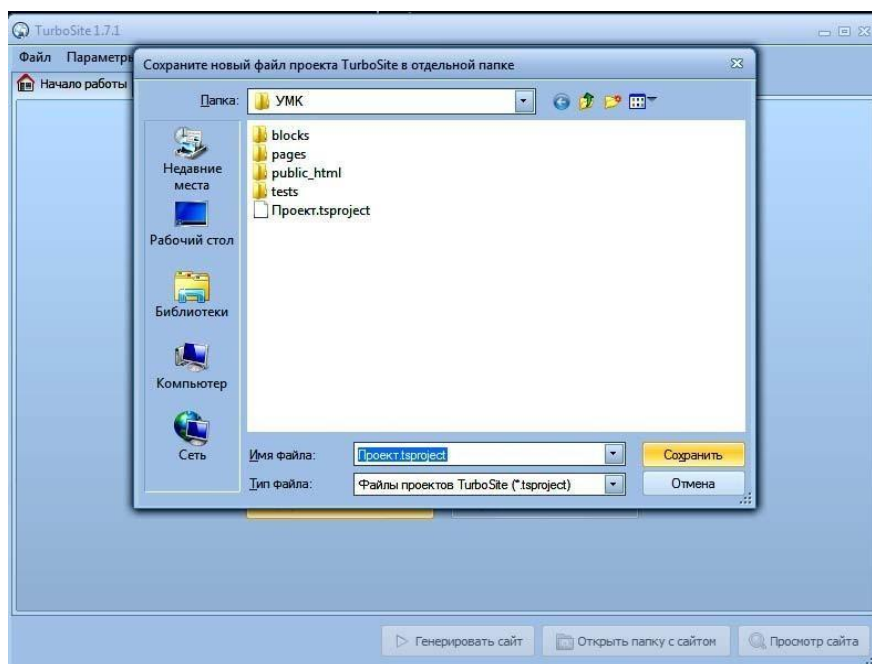 TurboSite 1.7.1
Файл Параметры
Начало работы
Сохраните новый файл проекта TurboSite в отдельной папке
Папка: УМК
Недавние места
Рабочий стол
Библиотеки
Компьютер
Сеть
blocks
pages
public_html
tests
Проект.tsproject
Имя файла: Проект.tsproject Сохранить
Тип файла: Файлы проектов TurboSite (*.tsproject) Отмена
Генерировать сайт Открыть папку с сайтом Просмотр сайта